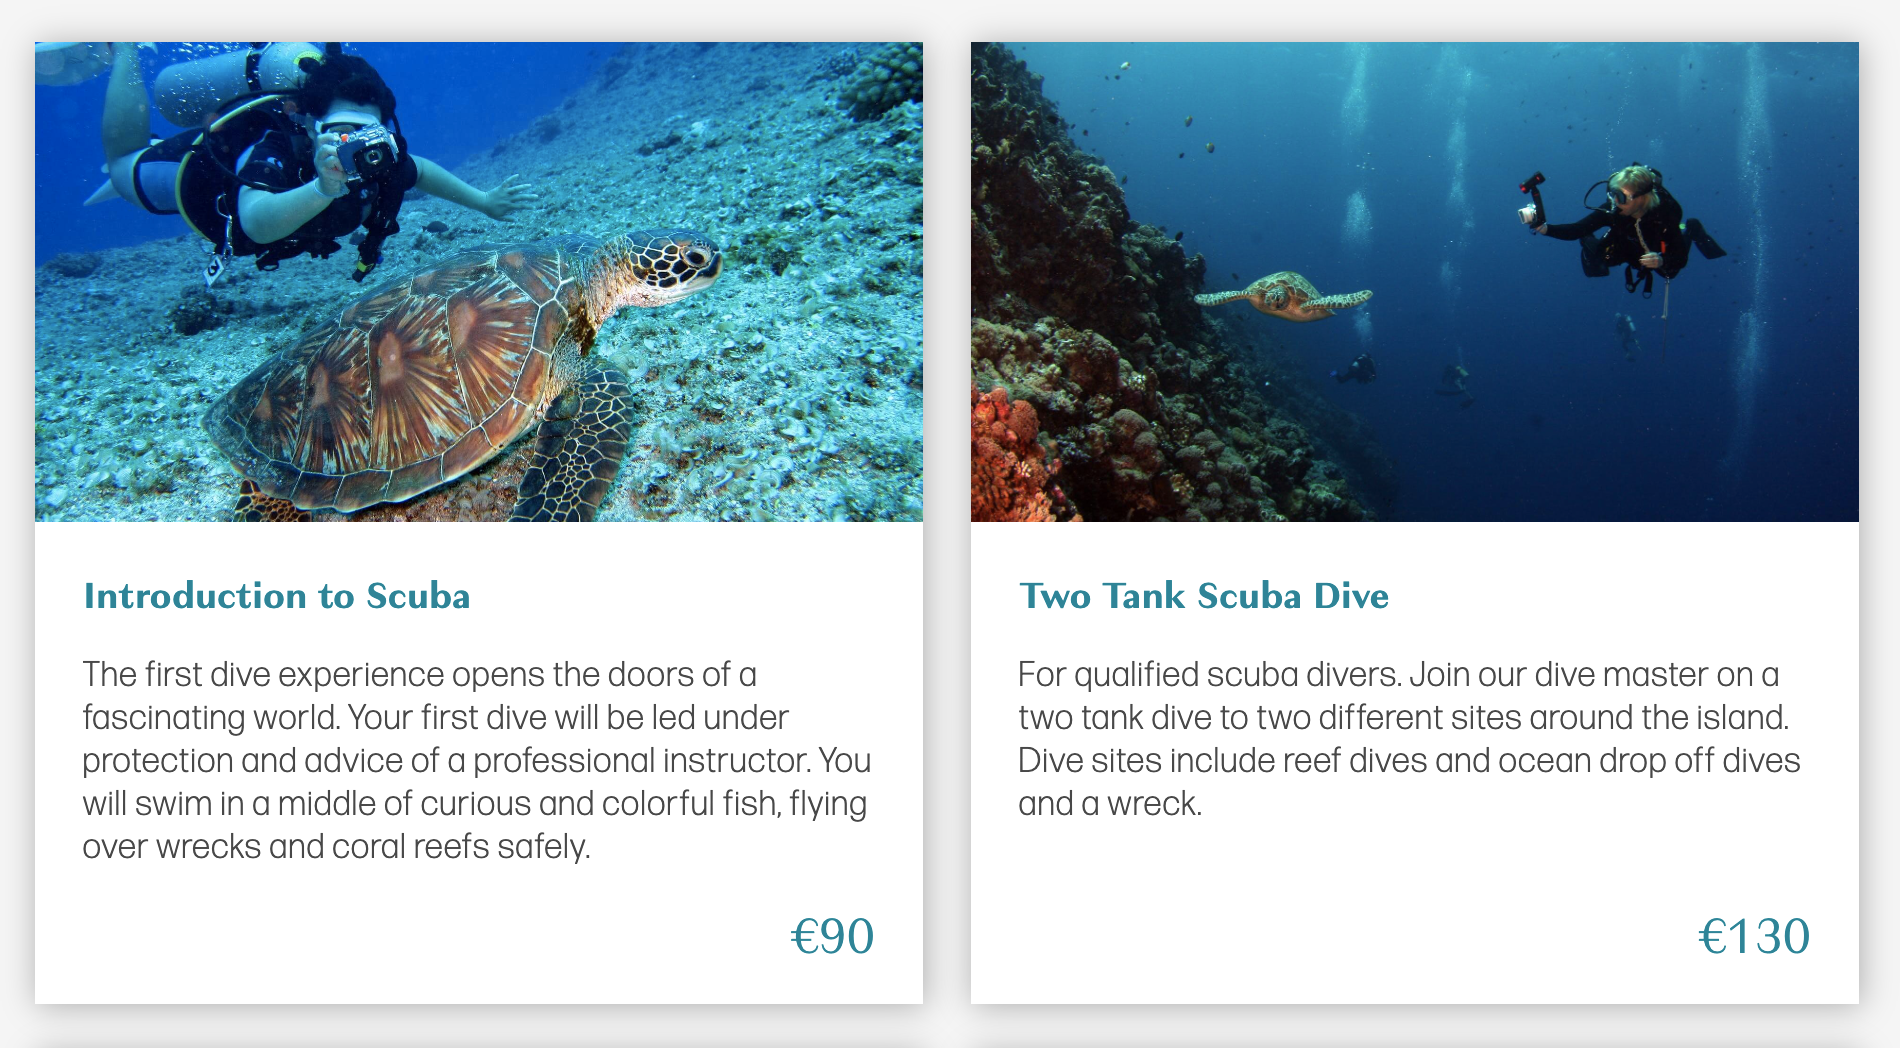 Introduction to Scuba
The first dive experience opens the doors of a
fascinating world. Your first dive will be led under
protection and advice of a professional instructor. You
will swim in a middle of curious and colorful fish, flying
over wrecks and coral reefs safely.
€90
Two Tank Scuba Dive
For qualified scuba divers. Join our dive master on a
two tank dive to two different sites around the island.
Dive sites include reef dives and ocean drop off dives
and a wreck.
€130